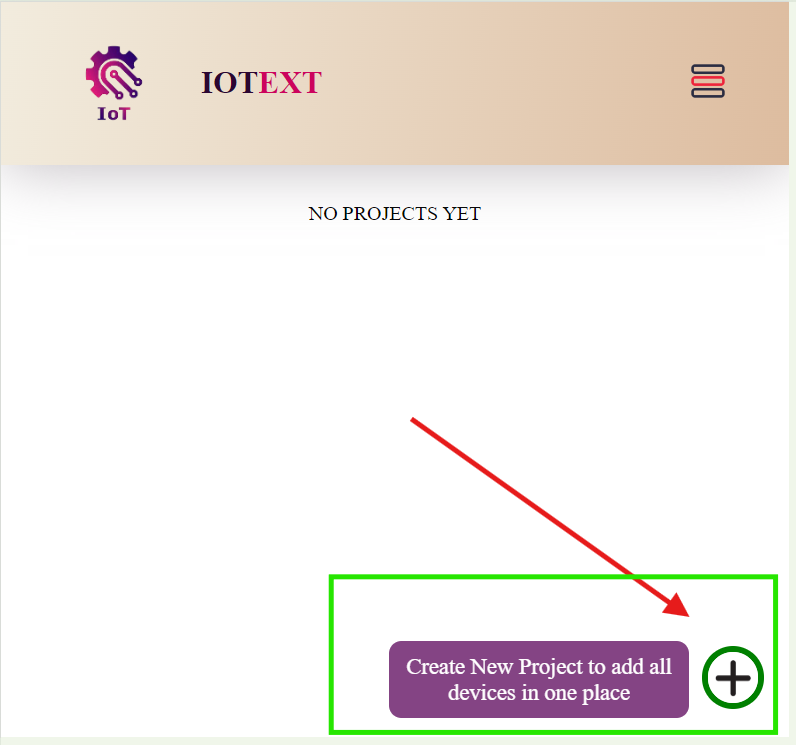 IoT
IOTEXT
NO PROJECTS YET
Create New Project to add all
devices in one place